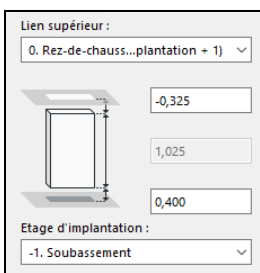 Lien supérieur :
0. Rez-de-chauss...plantation + 1)
-0,325
1,025
0,400
Etage d'implantation :
-1. Soubassement